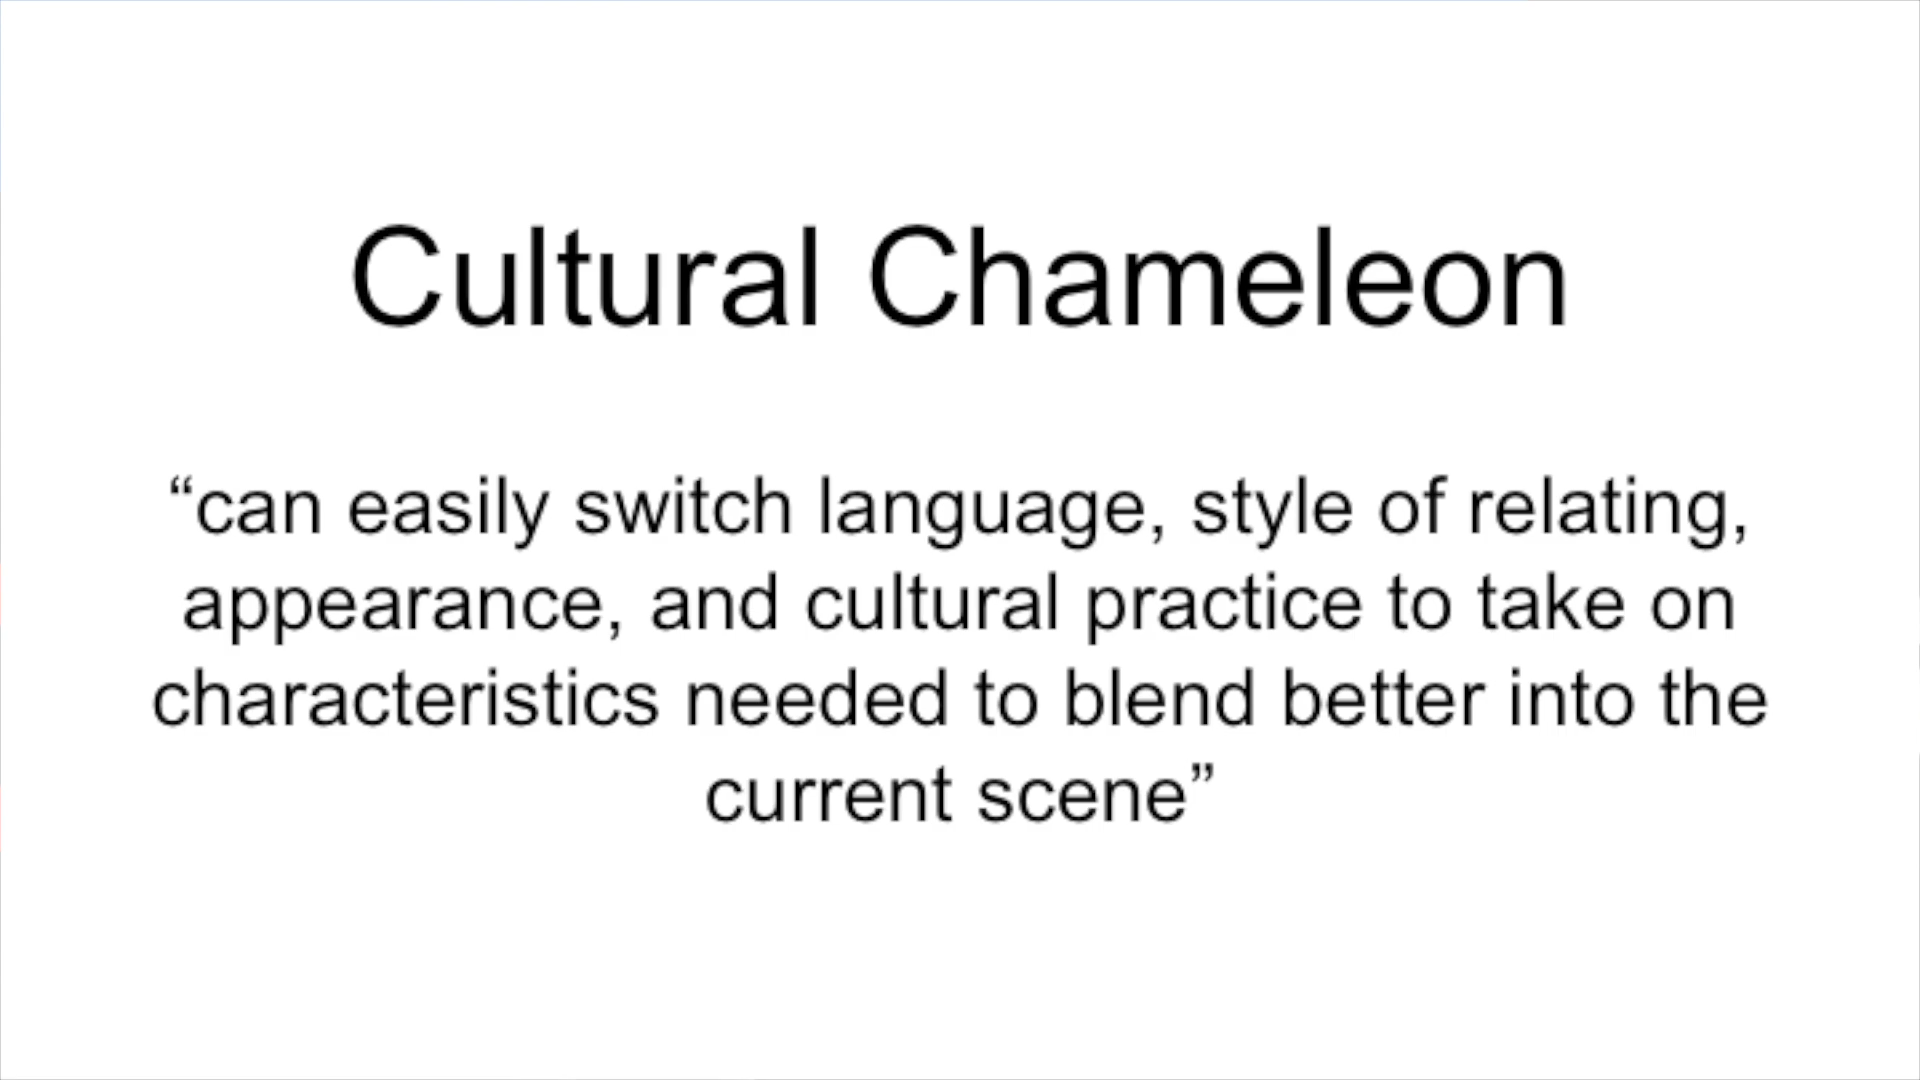 Cultural Chameleon
“can easily switch language, style of relating,
appearance, and cultural practice to take on
characteristics needed to blend better into the
current scene”